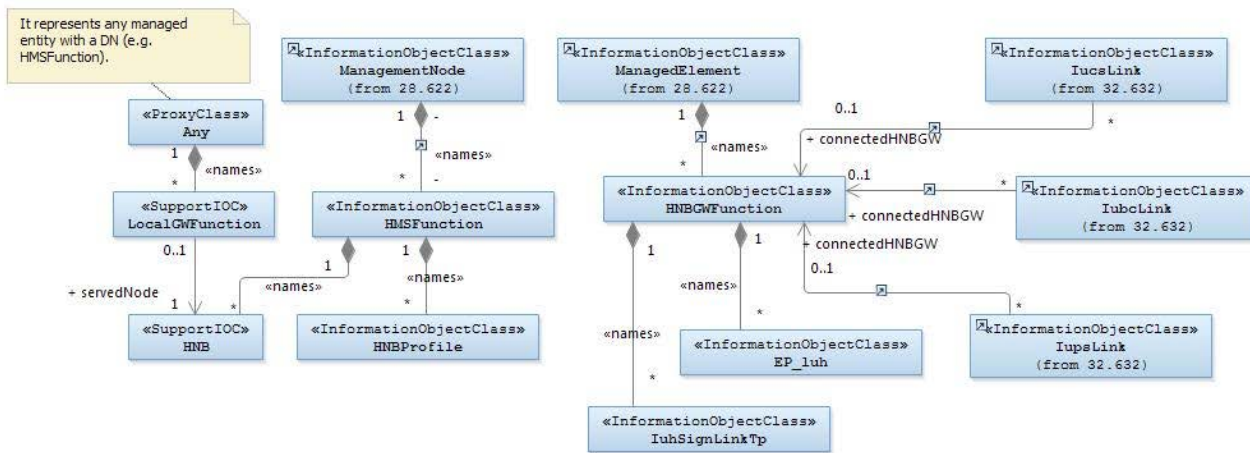 It represents any managed
entity with a DN (e.g.
HMSFunction).
«InformationObjectClass»
ManagementNode
(from 28.622)
«InformationObjectClass»
ManagedElement
(from 28.622)
«InformationObjectClass»
IucsLink
(from 32.632)
«ProxyClass»
Any
1
«names»
*
1
-
«names»
*
-
1
«names»
*
0..1
+ connectedHNBGW
*
«SupportIOC»
LocalGWFunction
«InformationObjectClass»
HMSFunction
«InformationObjectClass»
HNBGWFunction
0..1
*
+ connectedHNBGW
«InformationObjectClass»
IubcLink
(from 32.632)
0..1
+ servedNode
1
1
«names»
*
1
«names»
*
1
«names»
*
1
«names»
*
+ connectedHNBGW
0..1
*
«SupportIOC»
HNB
«InformationObjectClass»
HNBProfile
«InformationObjectClass»
EP_Iuh
«InformationObjectClass»
IupsLink
(from 32.632)
«InformationObjectClass»
IuhSignLinkTp